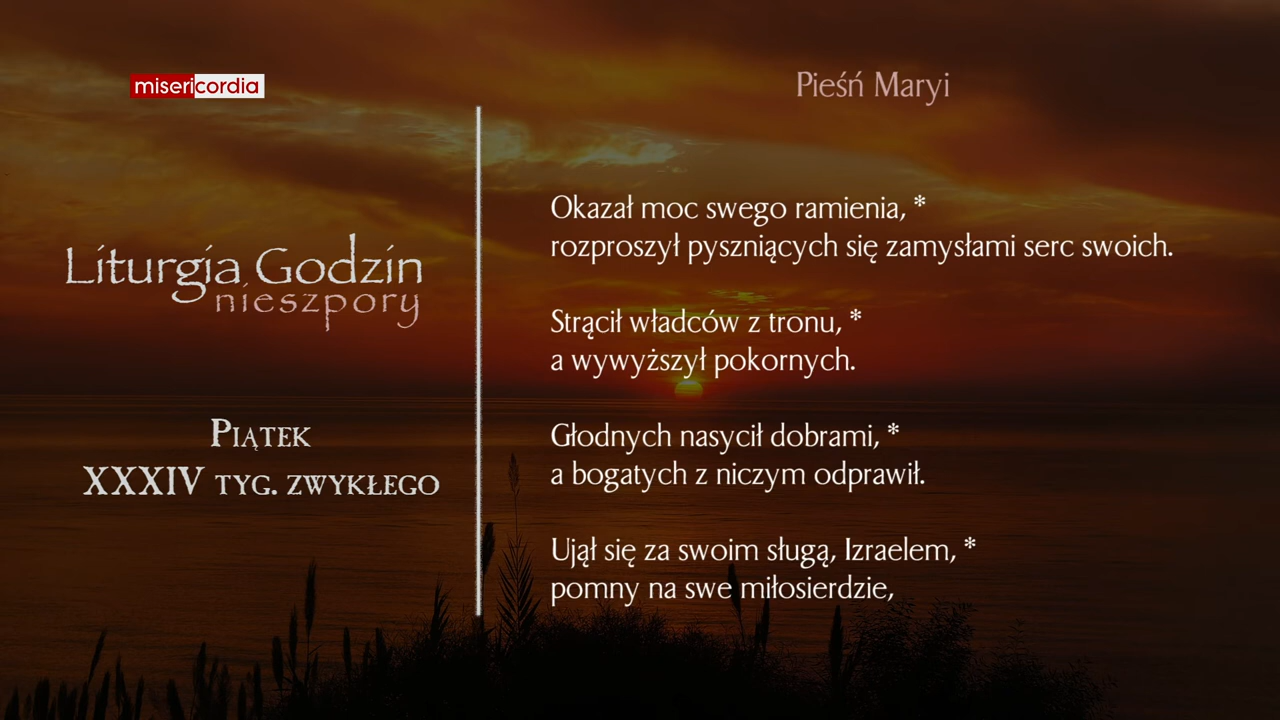 misericordia
Liturgia Godzin
nieszpory
Piątek
XXXIV tyg. zwykłego
Pieśń Maryi
Okazał moc swego ramienia, *
rozproszył pyszniących się zamysłami serc swoich.
Strącił władców z tronu, *
a wywyższył pokornych.
Głodnych nasycił dobrami, *
a bogatych z niczym odprawił.
Ujął się za swoim sługą, Izraelem, *
pomny na swe miłosierdzie,